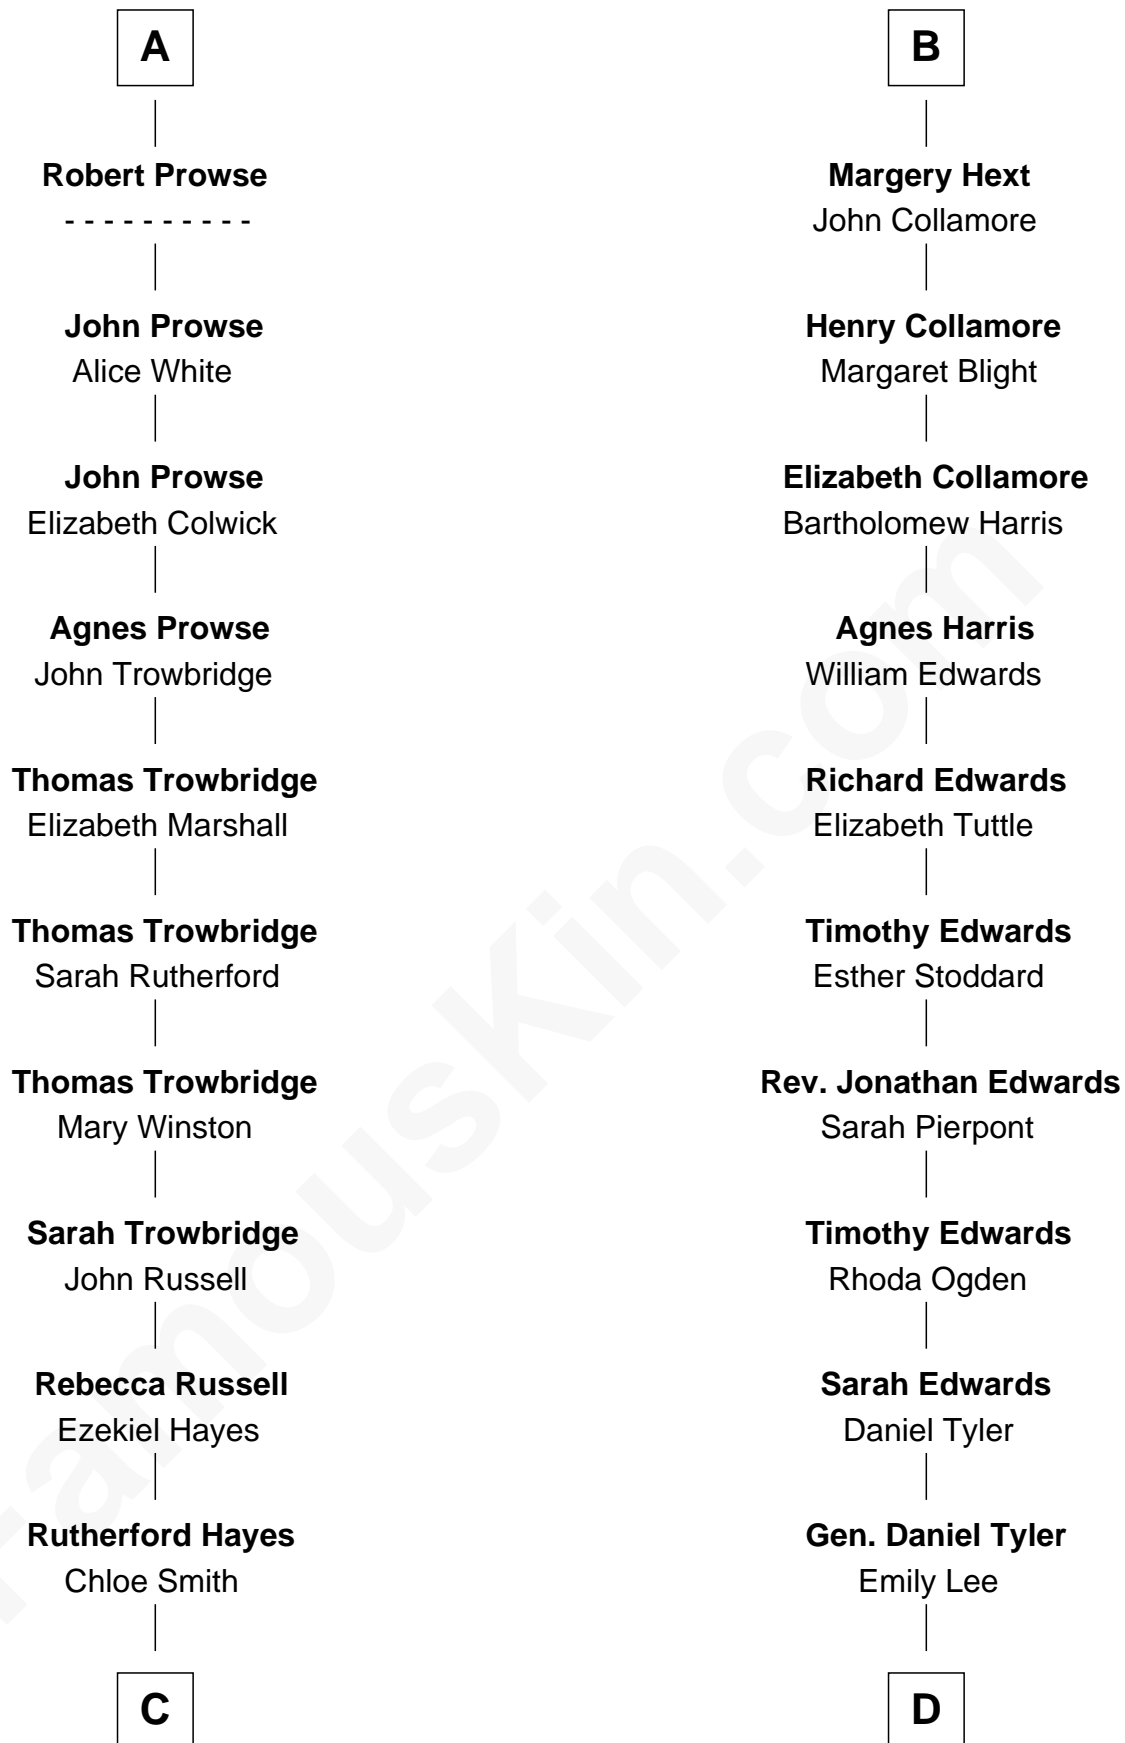 A
Robert Prowse
- - - - - - - - - -
John Prowse
Alice White
John Prowse
Elizabeth Colwick
Agnes Prowse
John Trowbridge
Thomas Trowbridge
Elizabeth Marshall
Thomas Trowbridge
Sarah Rutherford
Thomas Trowbridge
Mary Winston
Sarah Trowbridge
John Russell
Rebecca Russell
Ezekiel Hayes
Rutherford Hayes
Chloe Smith
C
B
Margery Hext
John Collamore
Henry Collamore
Margaret Blight
Elizabeth Collamore
Bartholomew Harris
Agnes Harris
William Edwards
Richard Edwards
Elizabeth Tuttle
Timothy Edwards
Esther Stoddard
Rev. Jonathan Edwards
Sarah Pierpont
Timothy Edwards
Rhoda Ogden
Sarah Edwards
Daniel Tyler
Gen. Daniel Tyler
Emily Lee
D
FamousKin.com